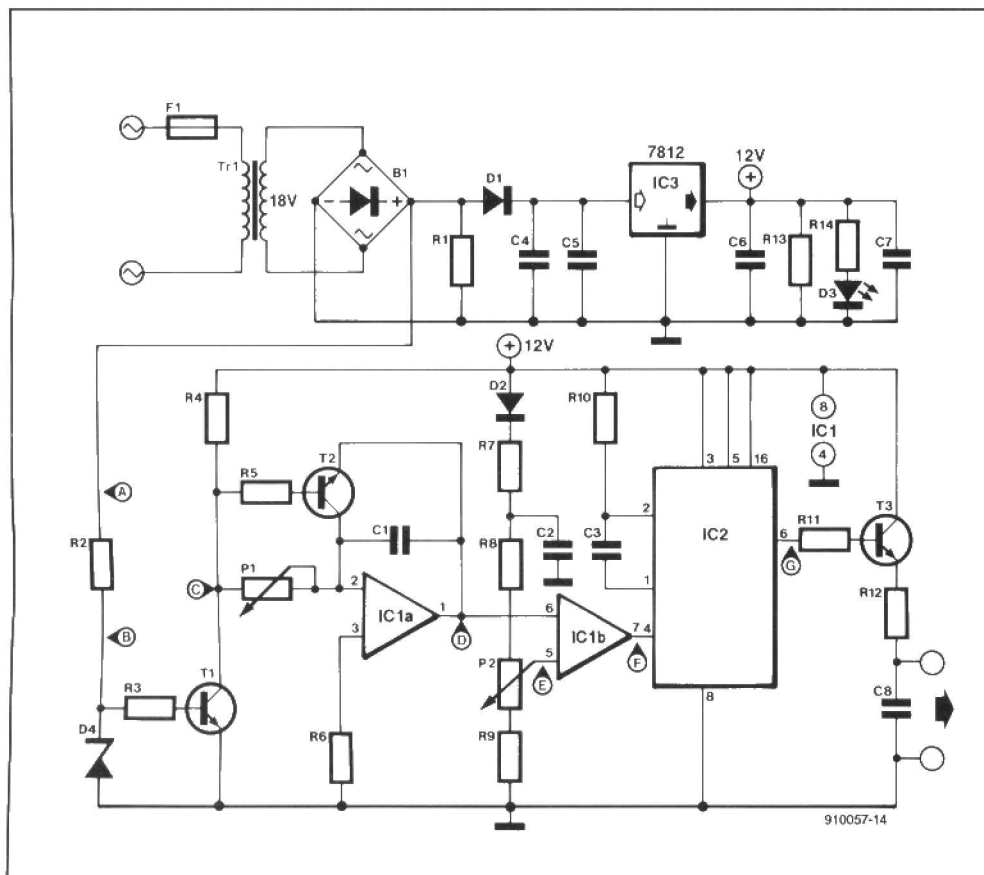 F1
Tr1
18V
B1
D1
R1
C4
C5
7812
IC3
12V
C6
R13
R14
D3
C7
12V
R4
D2
R10
8
IC1
4
R5
T2
R7
3 5 16
A
C1
R8
C2
C3
2
IC2
T3
6
R11
G
R2
C
P1
2
1
IC1a
D
3
6
IC1b
7 4
1
R12
B
P2
5
E
F
R3
T1
D4
R6
R9
8
C8
910057-14